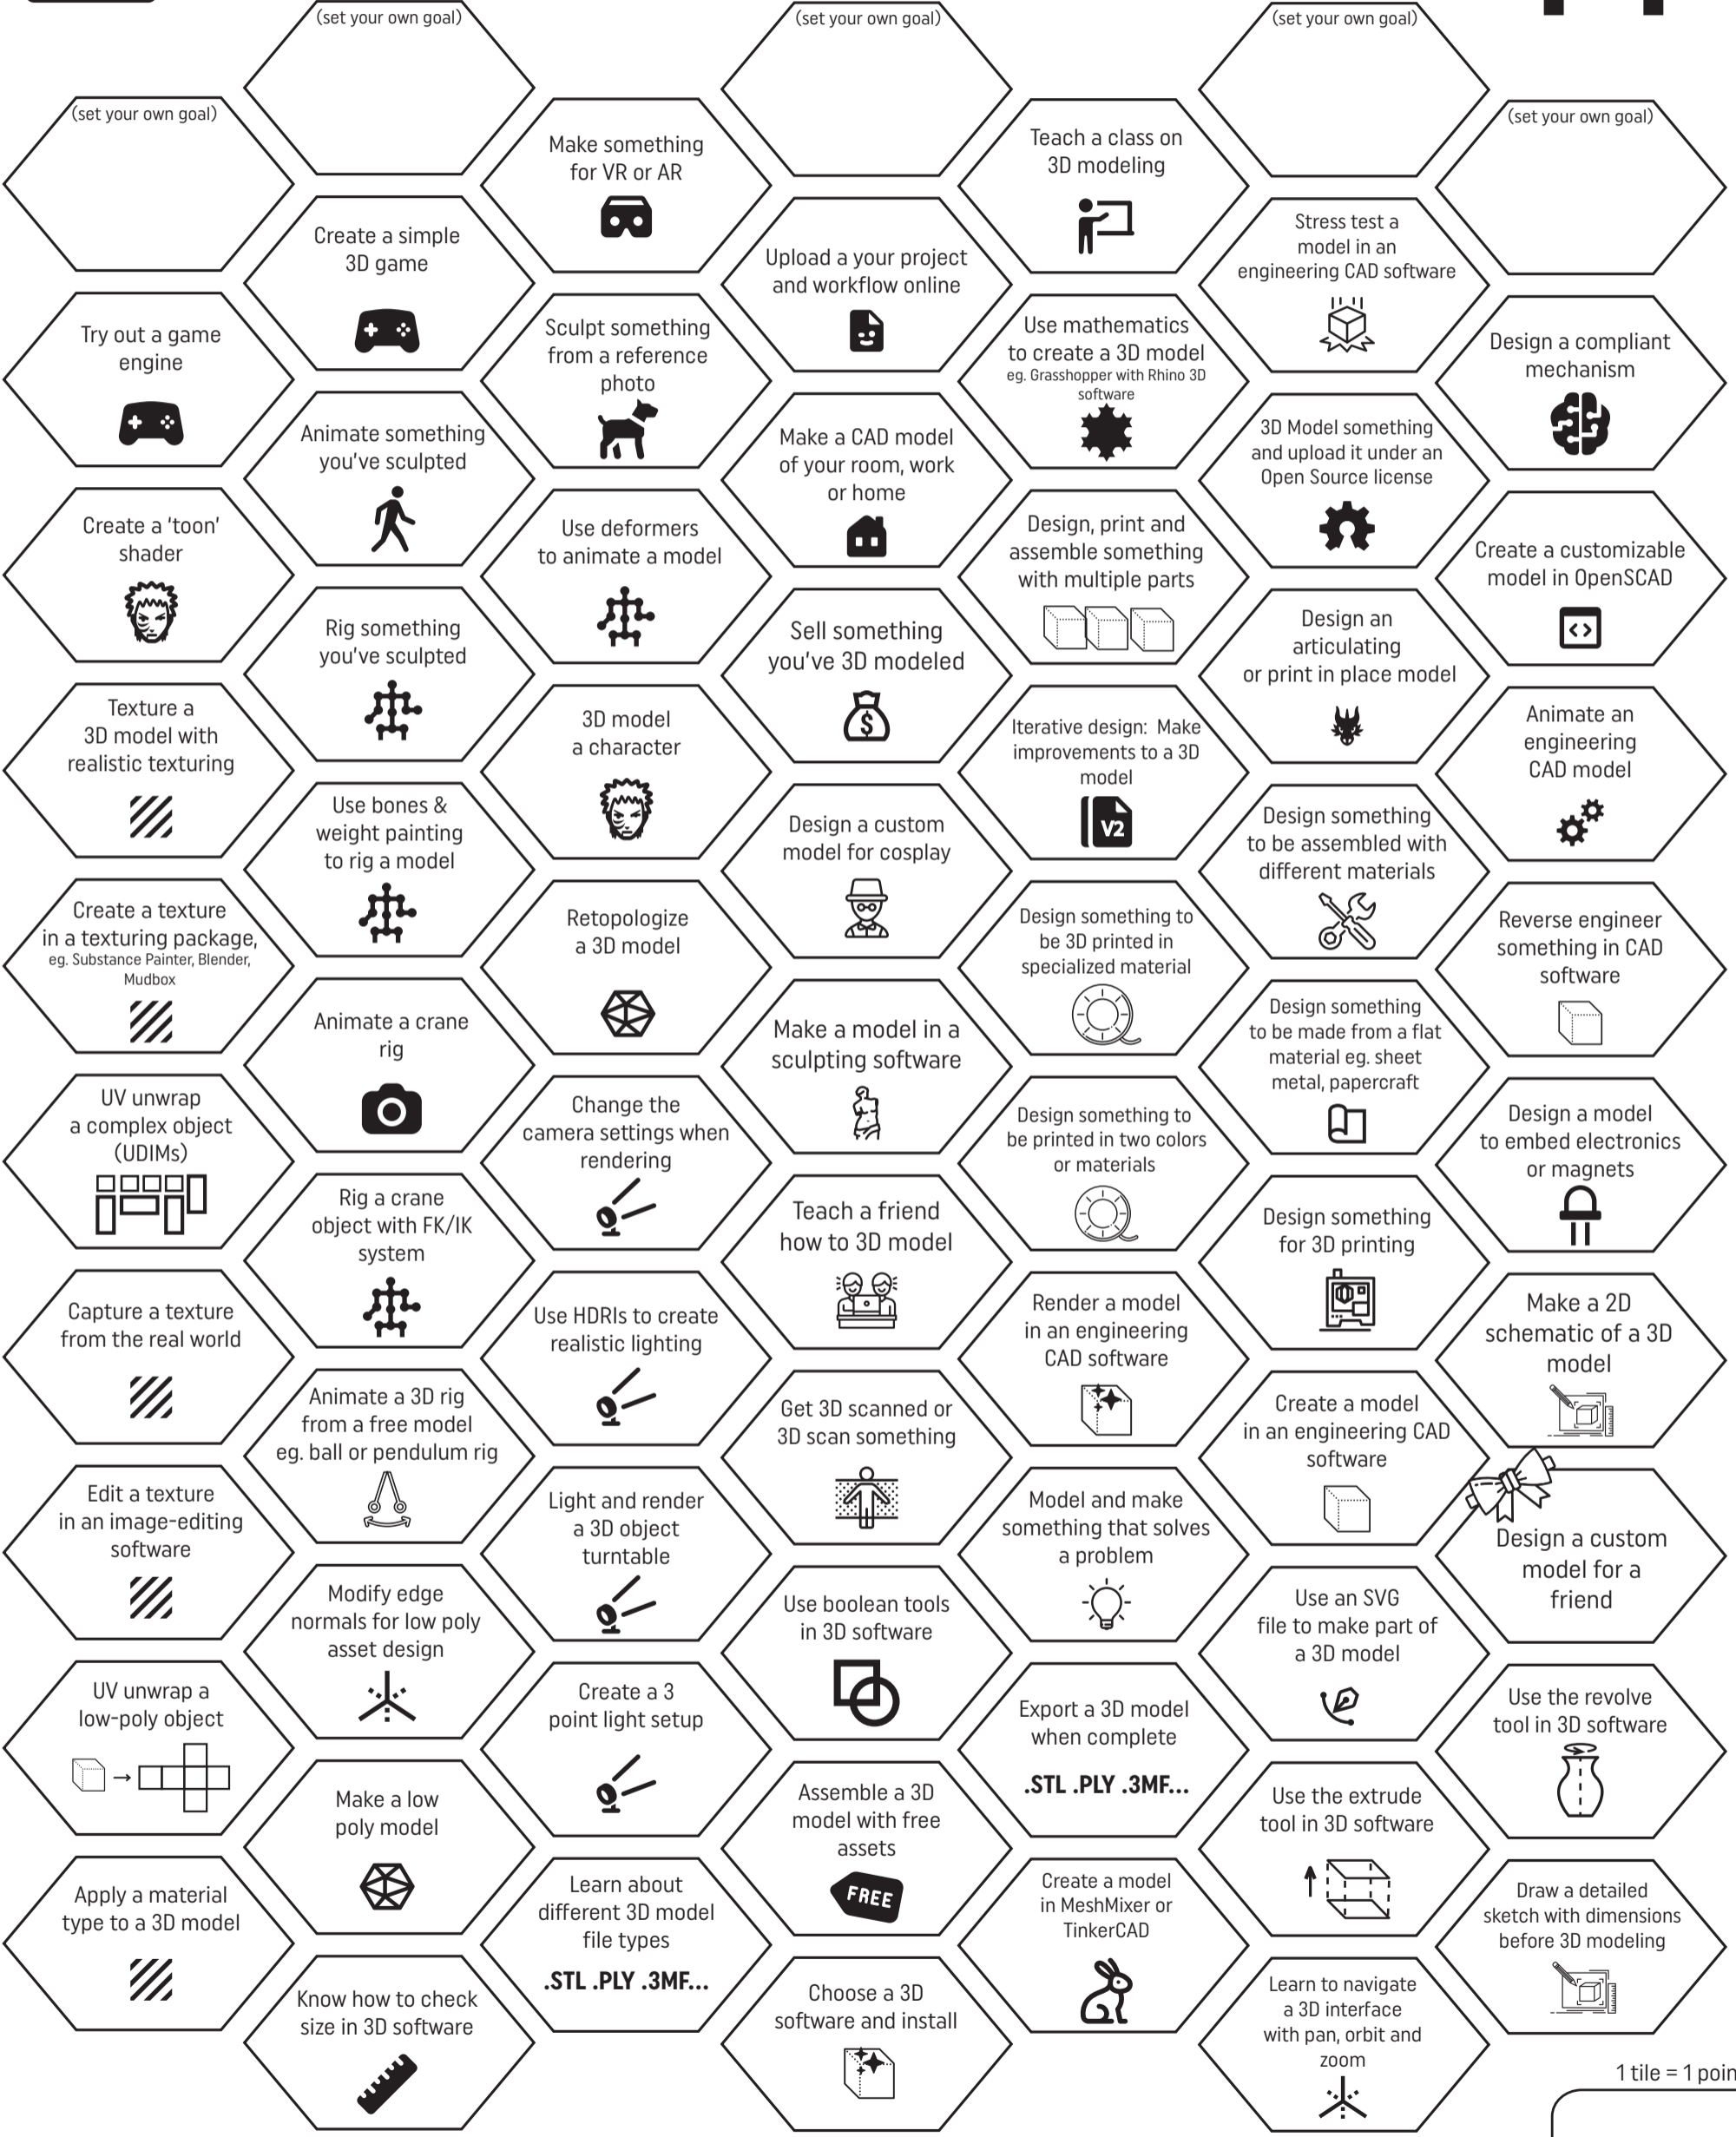 (set your own goal)
(set your own goal)
(set your own goal)
(set your own goal)
(set your own goal)
Make something
for VR or AR
Teach a class on
3D modeling
Create a simple
3D game
Upload a your project
and workflow online
Stress test a
model in an
engineering CAD software
Try out a game
engine
Sculpt something
from a reference
photo
Use mathematics
to create a 3D model
eg. Grasshopper with Rhino 3D
software
Design a compliant
mechanism
Animate something
you've sculpted
Make a CAD model
of your room, work
or home
3D Model something
and upload it under an
Open Source license
Create a 'toon'
shader
Use deformers
to animate a model
Design, print and
assemble something
with multiple parts
Create a customizable
model in OpenSCAD
Rig something
you've sculpted
Sell something
you've 3D modeled
$
Design an
articulating
or print in place model
Texture a
3D model with
realistic texturing
3D model
a character
Iterative design: Make
improvements to a 3D
model
V2
Animate an
engineering
CAD model
Use bones &
weight painting
to rig a model
Design a custom
model for cosplay
Design something
to be assembled with
different materials
Create a texture
in a texturing package,
eg. Substance Painter, Blender,
Mudbox
Retopologize
a 3D model
Design something to
be 3D printed in
specialized material
Reverse engineer
something in CAD
software
Animate a crane
rig
Make a model in a
sculpting software
Design something
to be made from a flat
material eg. sheet
metal, papercraft
UV unwrap
a complex object
(UDIMs)
Change the
camera settings when
rendering
Design something to
be printed in two colors
or materials
Design a model
to embed electronics
or magnets
Rig a crane
object with FK/IK
system
Teach a friend
how to 3D model
Design something
for 3D printing
Capture a texture
from the real world
Use HDRIs to create
realistic lighting
Render a model
in an engineering
CAD software
Make a 2D
schematic of a 3D
model
Animate a 3D rig
from a free model
eg. ball or pendulum rig
Get 3D scanned or
3D scan something
Create a model
in an engineering CAD
software
Edit a texture
in an image-editing
software
Light and render
a 3D object
turntable
Model and make
something that solves
a problem
Design a custom
model for a
friend
Modify edge
normals for low poly
asset design
Use boolean tools
in 3D software
Use an SVG
file to make part of
a 3D model
UV unwrap a
low-poly object
Create a 3
point light setup
Export a 3D model
when complete
.STL .PLY .3MF...
Use the revolve
tool in 3D software
Make a low
poly model
Assemble a 3D
model with free
assets
FREE
Use the extrude
tool in 3D software
Apply a material
type to a 3D model
Learn about
different 3D model
file types
.STL .PLY .3MF...
Create a model
in MeshMixer or
TinkerCAD
Draw a detailed
sketch with dimensions
before 3D modeling
Know how to check
size in 3D software
Choose a 3D
software and install
Learn to navigate
a 3D interface
with pan, orbit and
zoom
1 tile = 1 poin